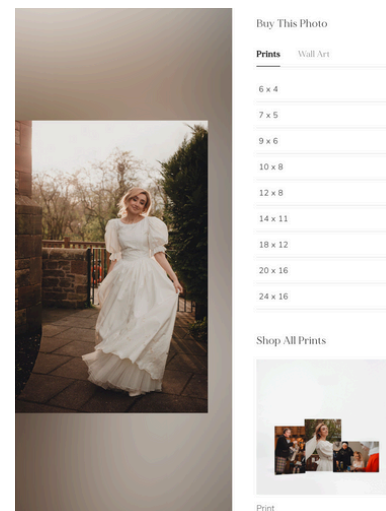 Buy This Photo
Prints Wall Art
6 x 4
7 x 5
9 x 6
10 x 8
12 x 8
14 x 11
18 x 12
20 x 16
24 x 16
Shop All Prints
Print